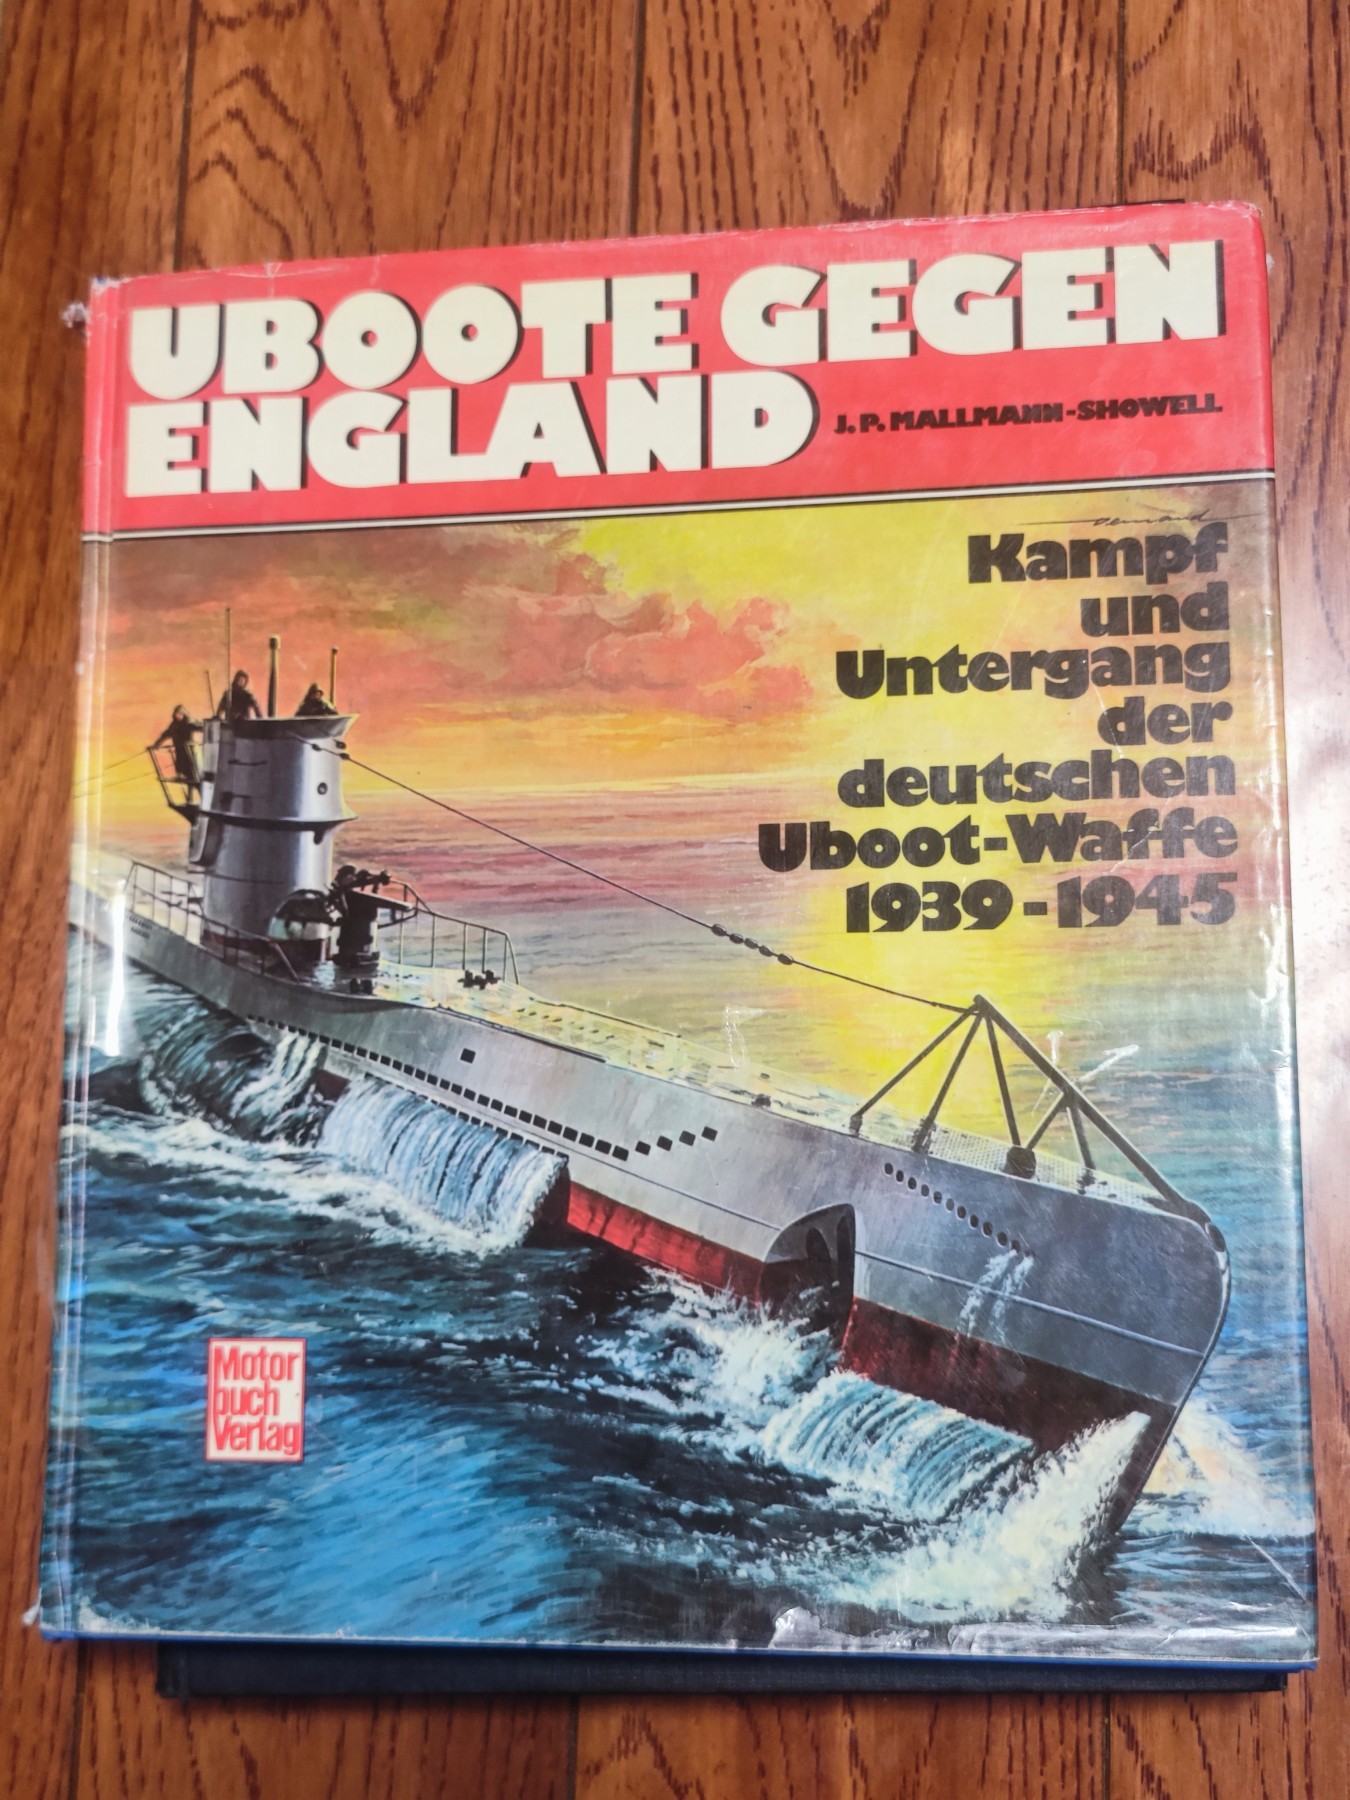 UBOOTE GEGEN
ENGLAND
J.P. MALLMANN-SHOWELL
Kampf
und
Untergang
der
deutschen
Uboot-Waffe
1939-1945
Motor
buch
Verlag